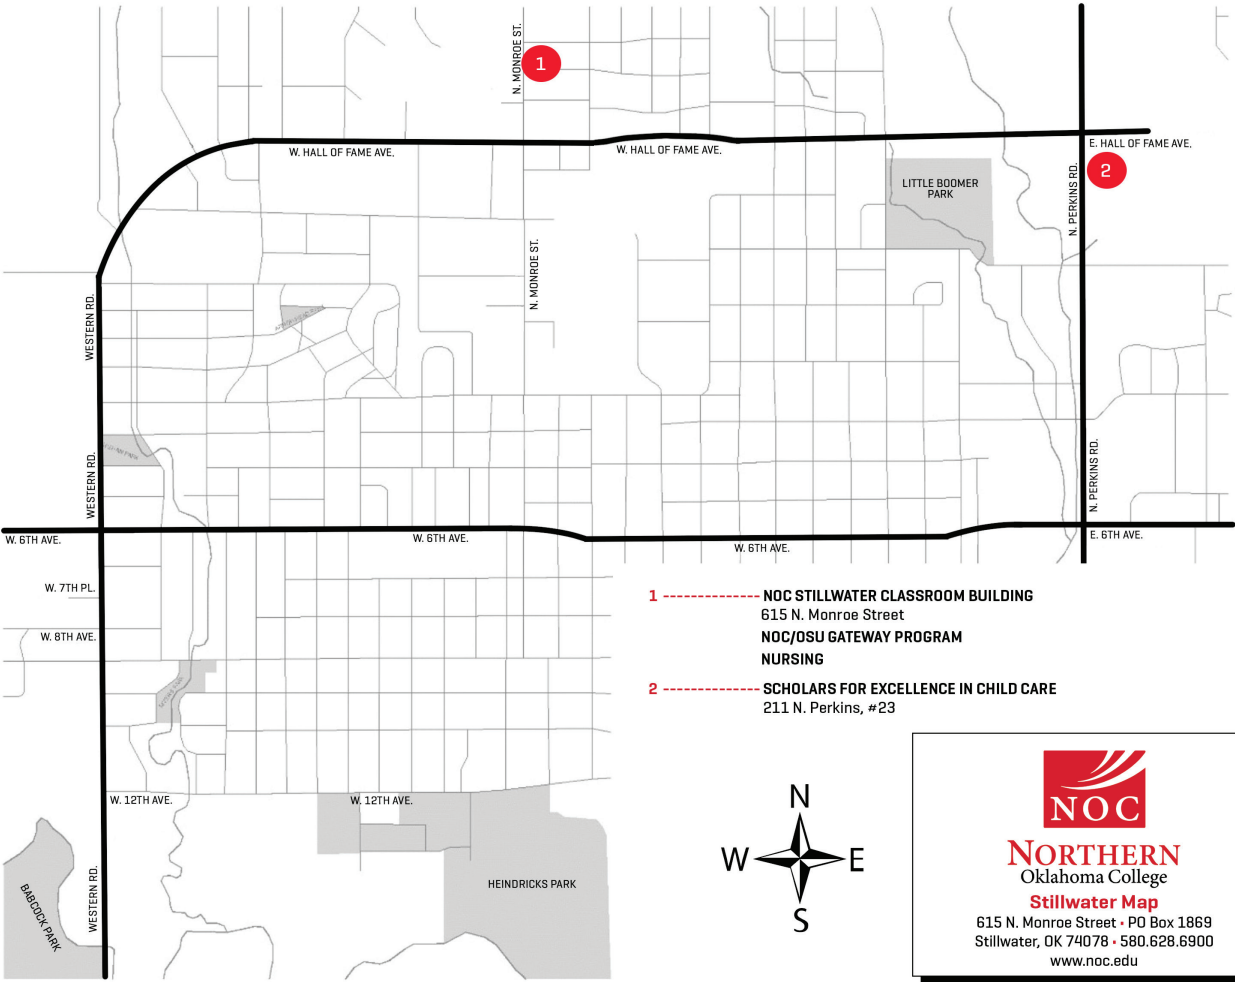 N. MONROE ST.
1
W. HALL OF FAME AVE.
W. HALL OF FAME AVE.
E. HALL OF FAME AVE.
2
N. PERKINS RD.
LITTLE BOOMER
PARK
N. MONROE ST.
WESTERN RD.
WESTERN RD.
N. PERKINS RD.
W. 6TH AVE.
W. 6TH AVE.
W. 6TH AVE.
E. 6TH AVE.
W. 7TH PL.
W. 8TH AVE.
W. 12TH AVE.
W. 12TH AVE.
WESTERN RD.
BABCOCK PARK
HEINDRICKS PARK
1 -------------- NOC STILLWATER CLASSROOM BUILDING
615 N. Monroe Street
NOC/OSU GATEWAY PROGRAM
NURSING
2 -------------- SCHOLARS FOR EXCELLENCE IN CHILD CARE
211 N. Perkins, #23
N
W E
S
NOC
NORTHERN
Oklahoma College
Stillwater Map
615 N. Monroe Street • PO Box 1869
Stillwater, OK 74078 • 580.628.6900
www.noc.edu